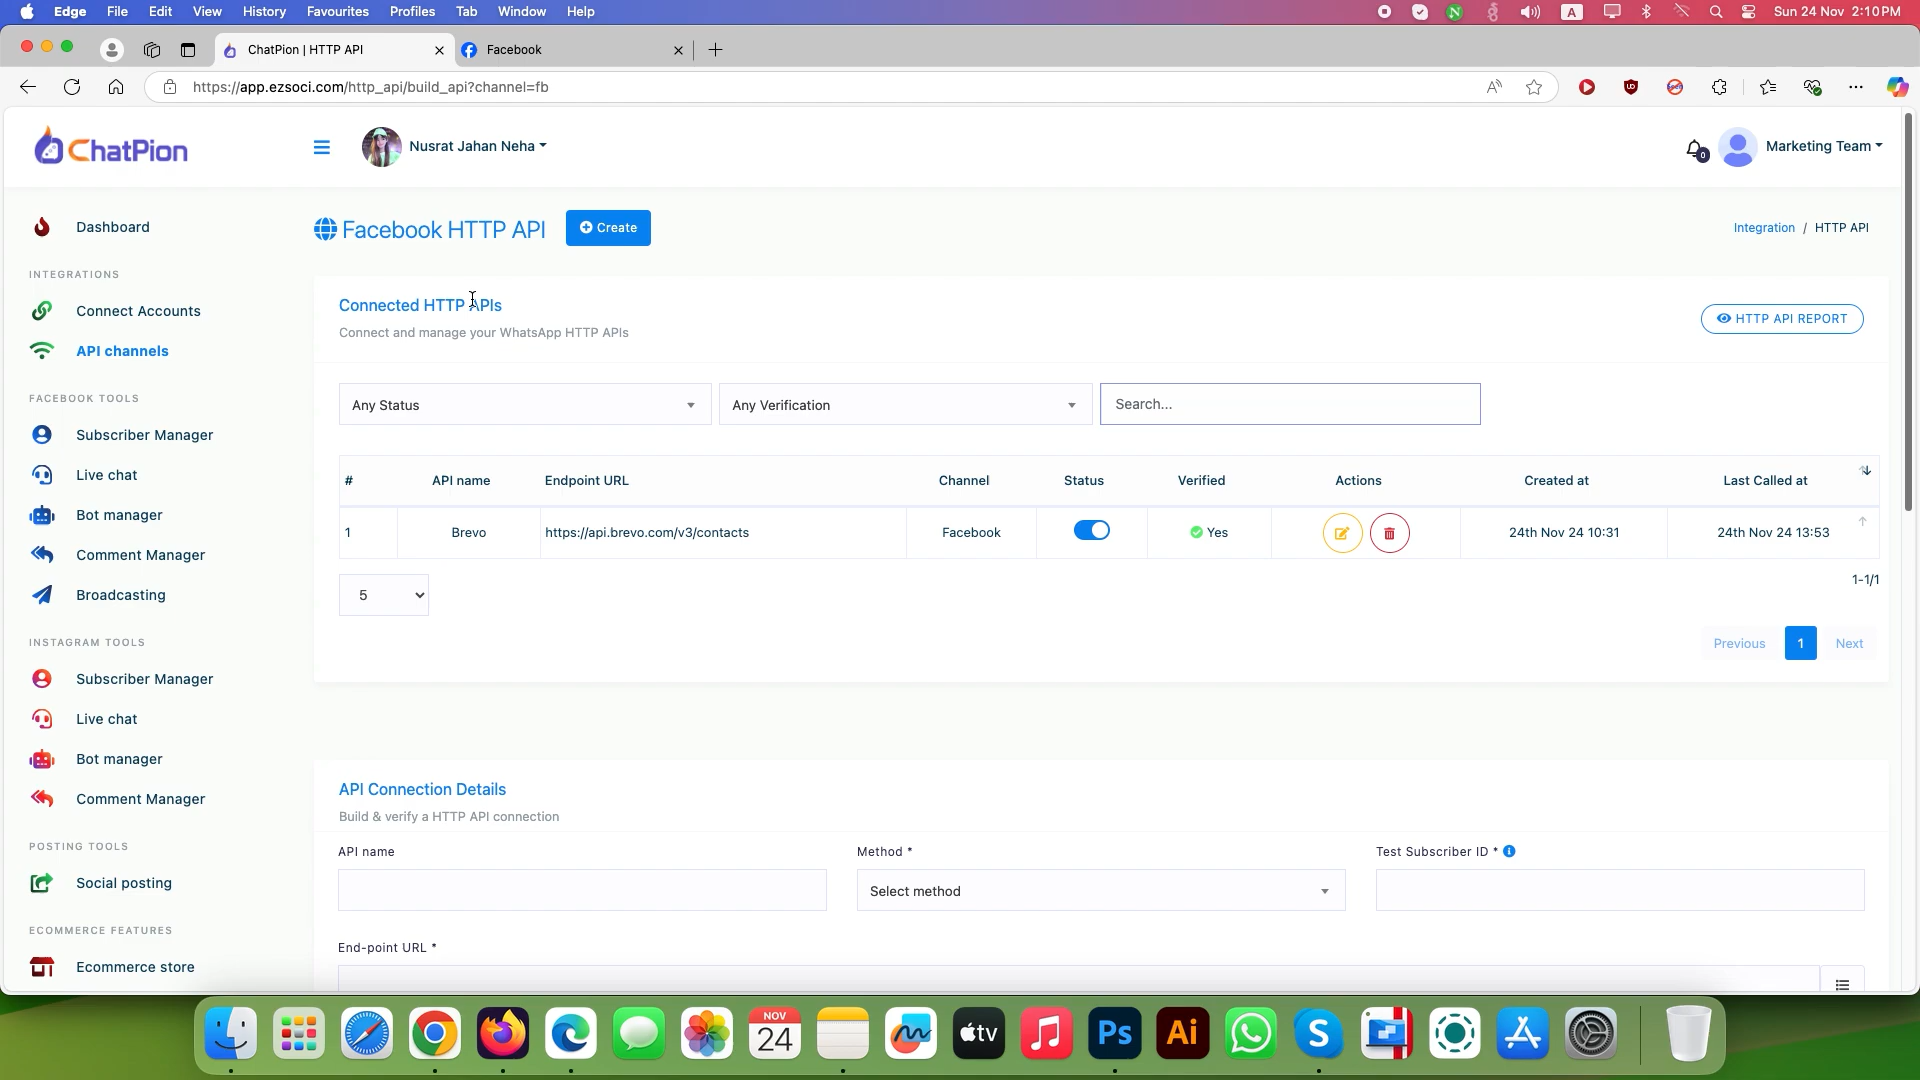 Edge File Edit View History Favourites Profiles Tab Window Help
A Sun 24 Nov 2:10PM
ChatPion | HTTP API
Facebook
https://app.ezsoci.com/http_api/build_api?channel=fb
ChatPion
Nusrat Jahan Neha
0
Marketing Team
Dashboard
INTEGRATIONS
Connect Accounts
API channels
FACEBOOK TOOLS
Subscriber Manager
Live chat
Bot manager
Comment Manager
Broadcasting
INSTAGRAM TOOLS
Subscriber Manager
Live chat
Bot manager
Comment Manager
POSTING TOOLS
Social posting
ECOMMERCE FEATURES
Ecommerce store
Facebook HTTP API
Create
Integration / HTTP API
Connected HTTP APIs
Connect and manage your WhatsApp HTTP APIs
HTTP API REPORT
Any Status
Any Verification
Search...
# API name Endpoint URL Channel Status Verified Actions Created at Last Called at
1 Brevo https://api.brevo.com/v3/contacts Facebook Yes 24th Nov 24 10:31 24th Nov 24 13:53
5
1-1/1
Previous 1 Next
API Connection Details
Build & verify a HTTP API connection
API name
Method *
Test Subscriber ID *
Select method
End-point URL *
NOV
24
tv
Ps
Ai